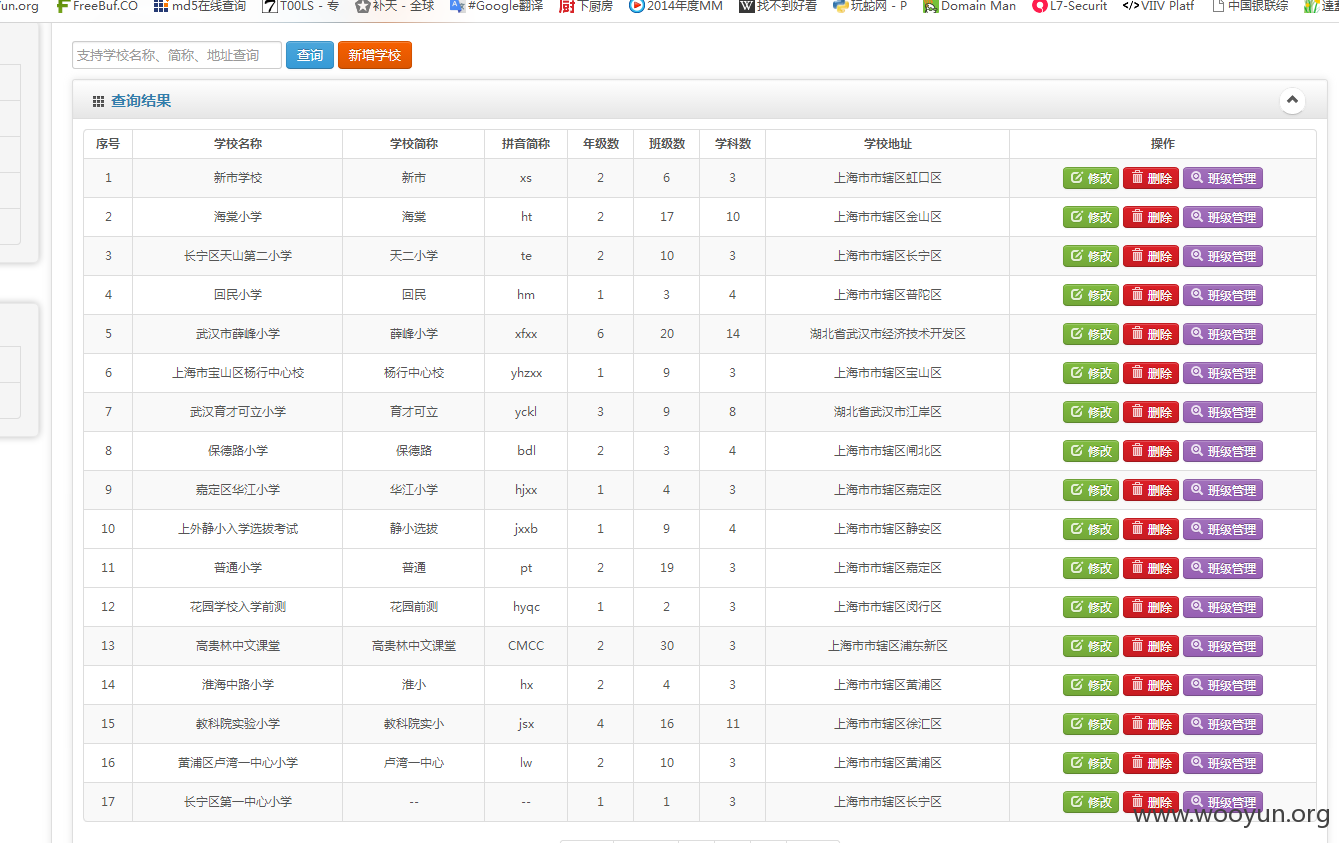 un.org FreeBuf.CO md5在线查询 T00LS - 专 补天 - 全球 #Google翻译 下厨房 2014年度MM 找不到好看 玩蛇网 - P Domain Man L7-Securit VIIV Platf 中国银联综
支持学校名称、简称、地址查询 查询 新增学校
查询结果
序号 学校名称 学校简称 拼音简称 年级数 班级数 学科数 学校地址 操作
1 新市学校 新市 xs 2 6 3 上海市市辖区虹口区 修改 删除 班级管理
2 海棠小学 海棠 ht 2 17 10 上海市市辖区金山区 修改 删除 班级管理
3 长宁区天山第二小学 天二小学 te 2 10 3 上海市市辖区长宁区 修改 删除 班级管理
4 回民小学 回民 hm 1 3 4 上海市市辖区普陀区 修改 删除 班级管理
5 武汉市薛峰小学 薛峰小学 xfxx 6 20 14 湖北省武汉市经济技术开发区 修改 删除 班级管理
6 上海市宝山区杨行中心校 杨行中心校 yhzxx 1 9 3 上海市市辖区宝山区 修改 删除 班级管理
7 武汉育才可立小学 育才可立 yckl 3 9 8 湖北省武汉市江岸区 修改 删除 班级管理
8 保德路小学 保德路 bdl 2 3 4 上海市市辖区闸北区 修改 删除 班级管理
9 嘉定区华江小学 华江小学 hjxx 1 4 3 上海市市辖区嘉定区 修改 删除 班级管理
10 上外静小入学选拔考试 静小选拔 jxxb 1 9 4 上海市市辖区静安区 修改 删除 班级管理
11 普通小学 普通 pt 2 19 3 上海市市辖区嘉定区 修改 删除 班级管理
12 花园学校入学前测 花园前测 hyqc 1 2 3 上海市市辖区闵行区 修改 删除 班级管理
13 高贵林中文课堂 高贵林中文课堂 CMCC 2 30 3 上海市市辖区浦东新区 修改 删除 班级管理
14 淮海中路小学 淮小 hx 2 4 3 上海市市辖区黄浦区 修改 删除 班级管理
15 教科院实验小学 教科院实小 jsx 4 16 11 上海市市辖区徐汇区 修改 删除 班级管理
16 黄浦区卢湾一中心小学 卢湾一中心 lw 2 10 3 上海市市辖区黄浦区 修改 删除 班级管理
17 长宁区第一中心小学 -- -- 1 1 3 上海市市辖区长宁区 修改 删除 班级管理
www.wooyun.org